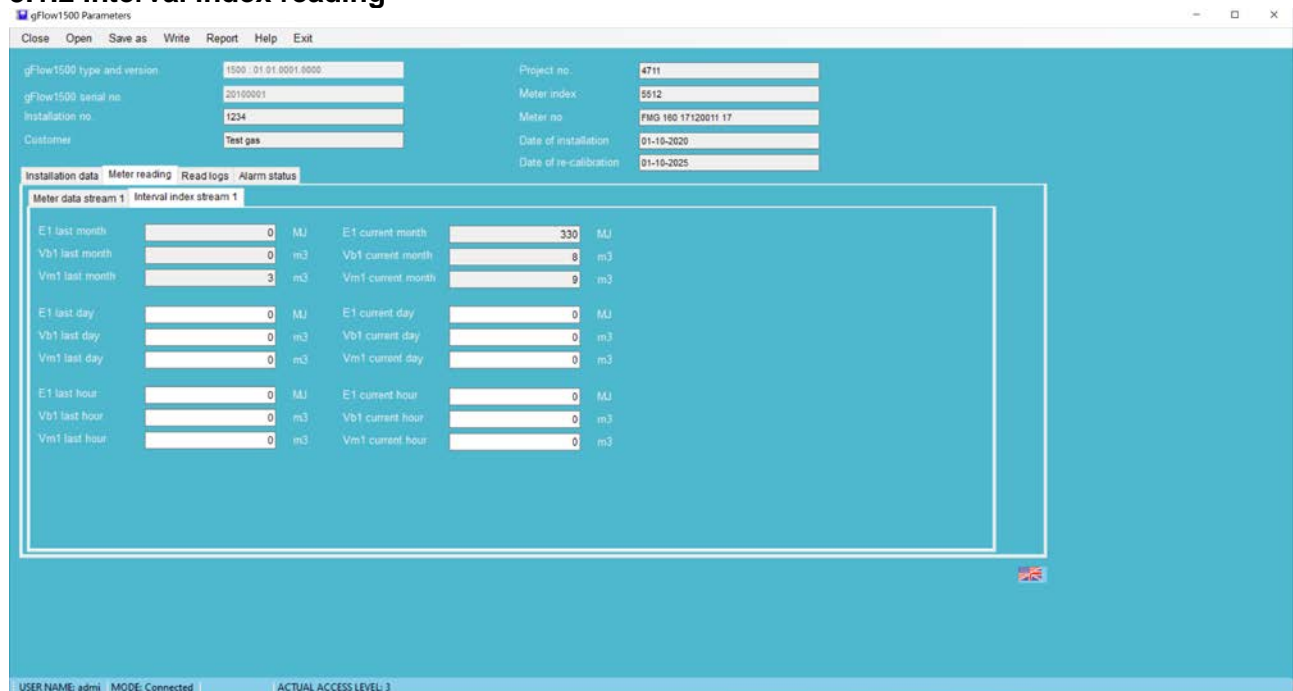 5.1.2 Interval index reading
gFlow1500 Parameters
Close Open Save as Write Report Help Exit
gFlow1500 type and version 1500 : 01.01.0001.0000 Project no. 4711
gFlow1500 serial no. 20100001 Meter index 5512
Installation no. 1234 Meter no FMG 160 17120011 17
Customer Test gas Date of installation 01-10-2020
Date of re-calibration 01-10-2025
Installation data Meter reading Read logs Alarm status
Meter data stream 1 Interval index stream 1
E1 last month 0 MJ E1 current month 330 MJ
Vb1 last month 0 m3 Vb1 current month 8 m3
Vm1 last month 3 m3 Vm1 current month 9 m3
E1 last day 0 MJ E1 current day 0 MJ
Vb1 last day 0 m3 Vb1 current day 0 m3
Vm1 last day 0 m3 Vm1 current day 0 m3
E1 last hour 0 MJ E1 current hour 0 MJ
Vb1 last hour 0 m3 Vb1 current hour 0 m3
Vm1 last hour 0 m3 Vm1 current hour 0 m3
USER NAME: admi MODE: Connected ACTUAL ACCESS LEVEL: 3